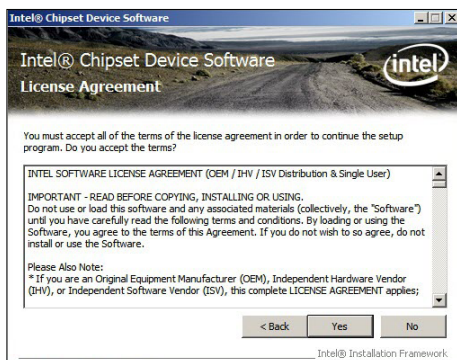 Intel® Chipset Device Software
Intel® Chipset Device Software
intel
License Agreement
You must accept all of the terms of the license agreement in order to continue the setup
program. Do you accept the terms?
INTEL SOFTWARE LICENSE AGREEMENT (OEM / IHV / ISV Distribution & Single User)
IMPORTANT - READ BEFORE COPYING, INSTALLING OR USING.
Do not use or load this software and any associated materials (collectively, the "Software")
until you have carefully read the following terms and conditions. By loading or using the
Software, you agree to the terms of this Agreement. If you do not wish to so agree, do not
install or use the Software.
Please Also Note:
* If you are an Original Equipment Manufacturer (OEM), Independent Hardware Vendor
(IHV), or Independent Software Vendor (ISV), this complete LICENSE AGREEMENT applies;
< Back Yes No
Intel® Installation Framework